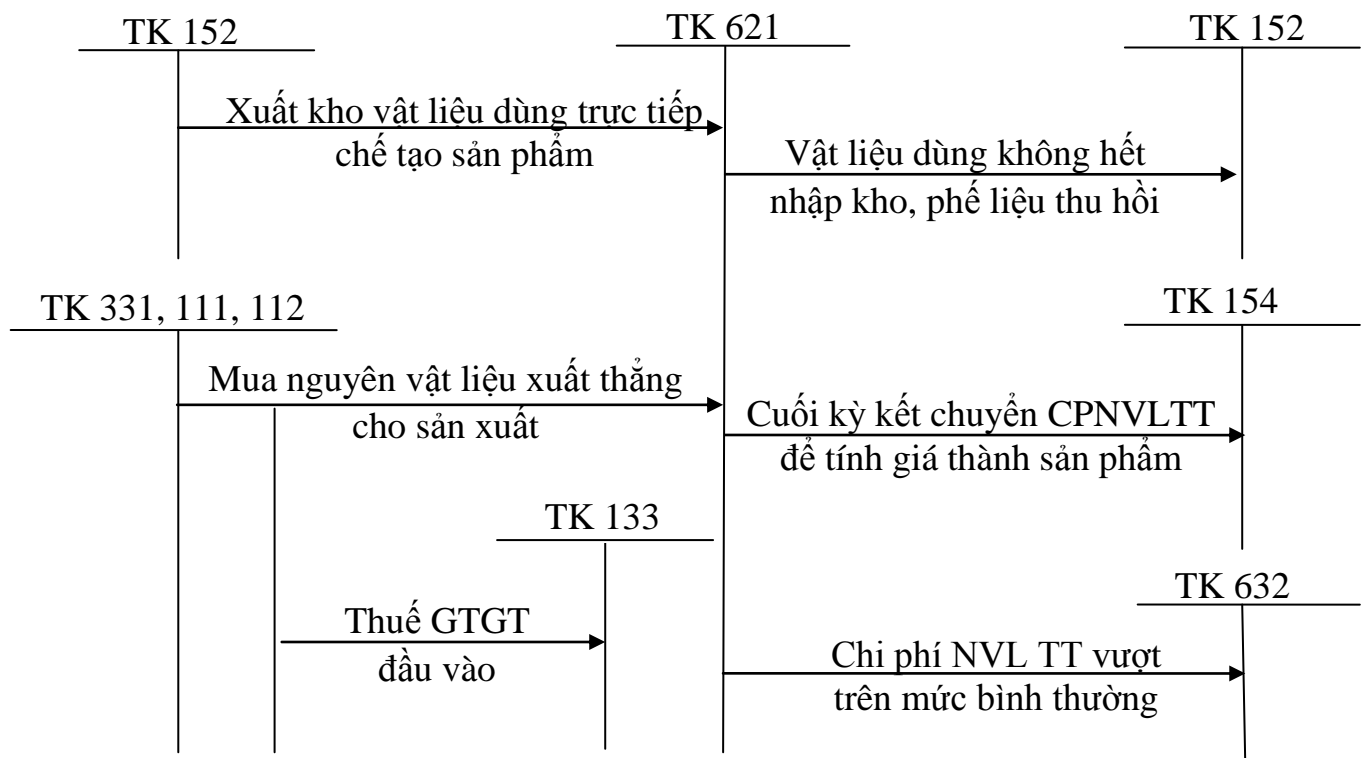 TK 152
TK 621
TK 152
Xuất kho vật liệu dùng trực tiếp
chế tạo sản phẩm
Vật liệu dùng không hết
nhập kho, phế liệu thu hồi
TK 331, 111, 112
TK 154
Mua nguyên vật liệu xuất thẳng
cho sản xuất
Cuối kỳ kết chuyển CPNVLTT
để tính giá thành sản phẩm
TK 133
TK 632
Thuế GTGT
đầu vào
Chi phí NVL TT vượt
trên mức bình thường